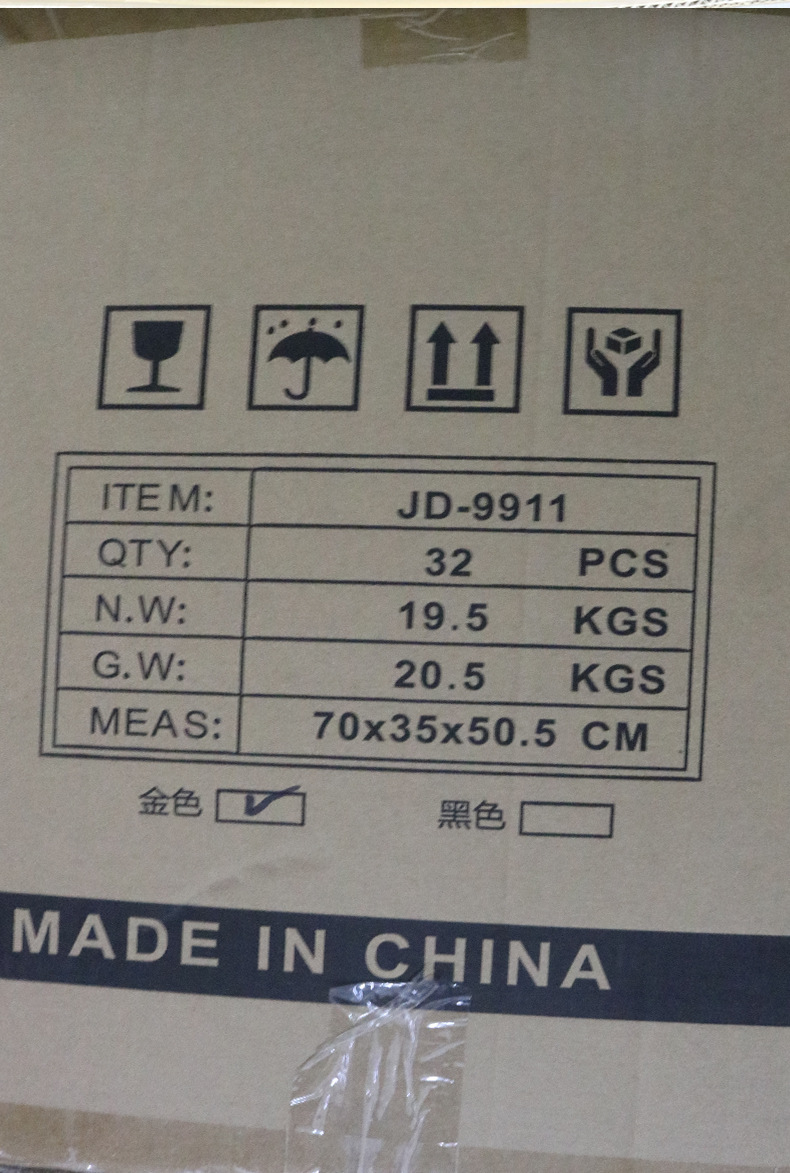 ITEM: JD-9911
QTY: 32 PCS
N.W: 19.5 KGS
G.W: 20.5 KGS
MEAS: 70x35x50.5 CM
金色 黑色
MADE IN CHINA